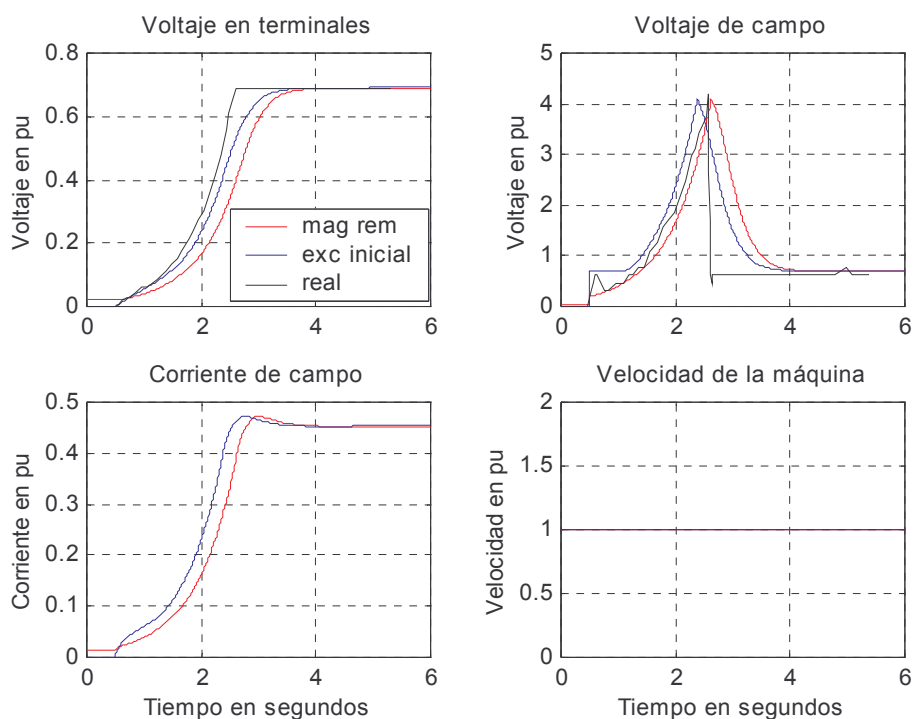 Voltaje en terminales
Voltaje de campo
Voltaje en pu
0.8
0.6
0.4
0.2
0
0 2 4 6
mag rem
exc inicial
real
Voltaje en pu
5
4
3
2
1
0
0 2 4 6
Corriente de campo
Velocidad de la máquina
Corriente en pu
0.5
0.4
0.3
0.2
0.1
0
0 2 4 6
Tiempo en segundos
Velocidad en pu
2
1.5
1
0.5
0
0 2 4 6
Tiempo en segundos